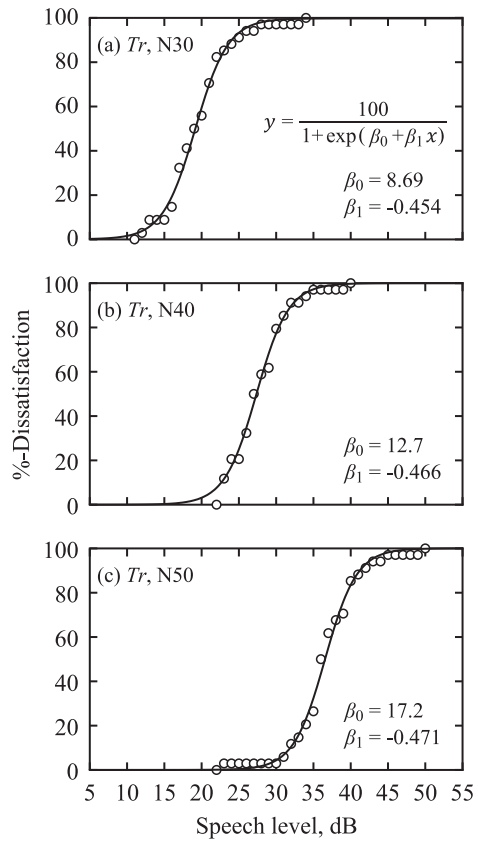 100
80
60
40
20
0
(a) Tr, N30
y = 100 / 1+exp(β₀+β₁x)
β₀ = 8.69
β₁ = -0.454
100
80
60
40
20
0
(b) Tr, N40
β₀ = 12.7
β₁ = -0.466
%-Dissatisfaction
100
80
60
40
20
0
(c) Tr, N50
β₀ = 17.2
β₁ = -0.471
5 10 15 20 25 30 35 40 45 50 55
Speech level, dB